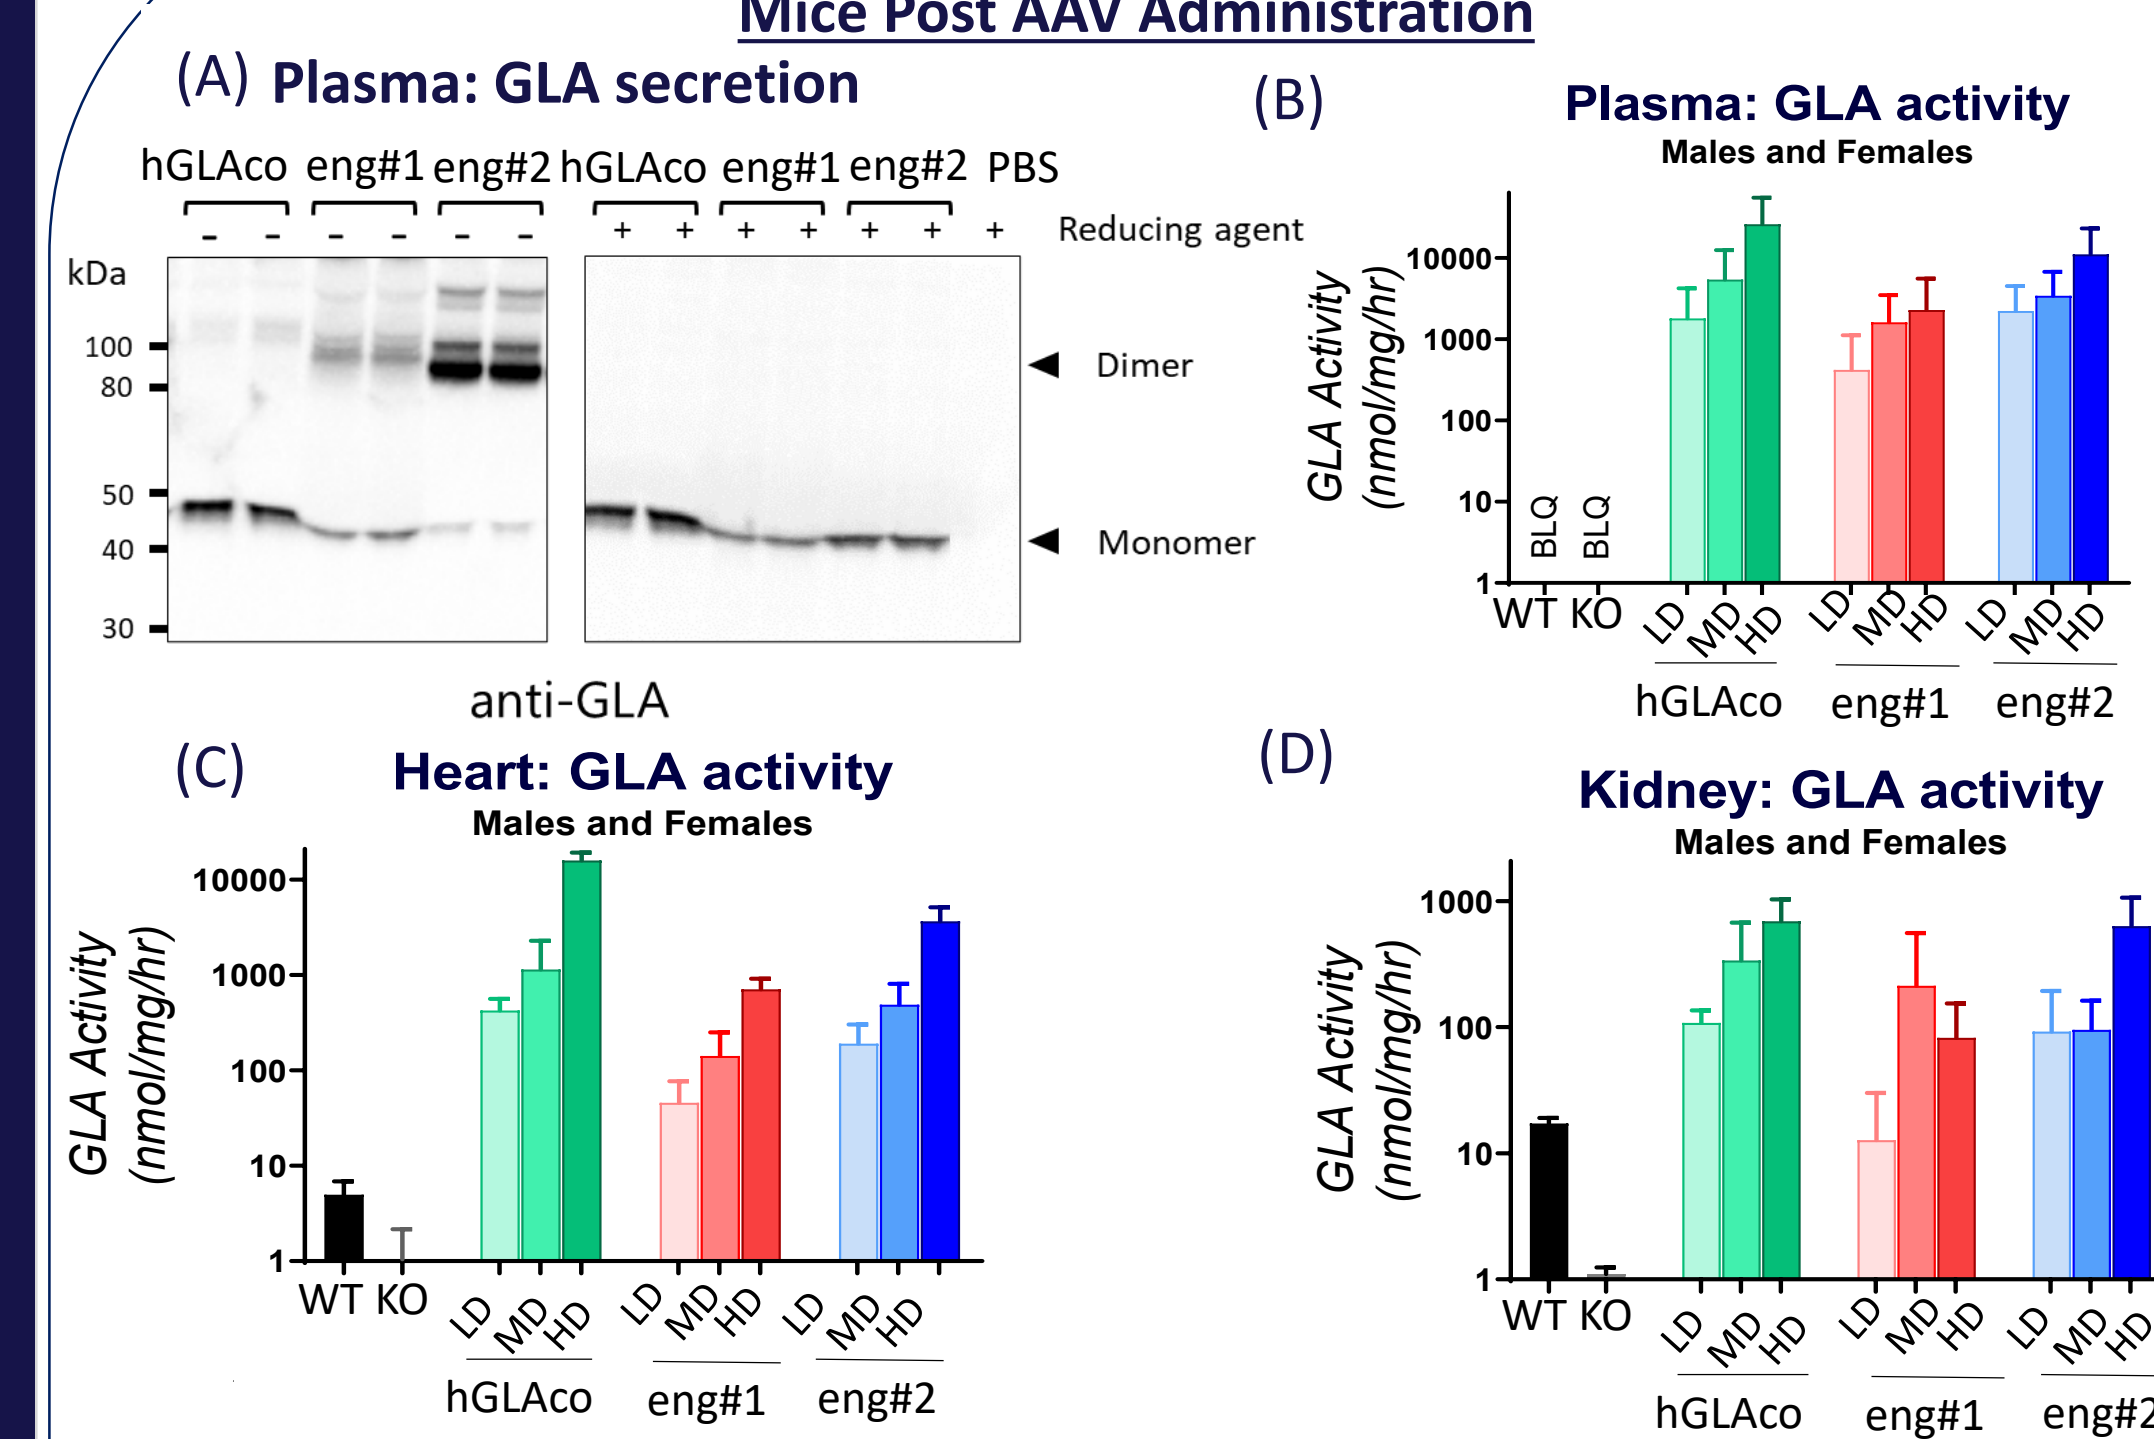 Mice Post AAV Administration
(A) Plasma: GLA secretion
hGLAco eng#1 eng#2 hGLAco eng#1 eng#2 PBS
- - - - - - + + + + + + + Reducing agent
kDa
100
80
50
40
30
Dimer
Monomer
anti-GLA
(B) Plasma: GLA activity
Males and Females
GLA Activity
(nmol/mg/hr)
10000
1000
100
10
1
BLQ BLQ
WT KO LD MD HD LD MD HD LD MD HD
hGLAco eng#1 eng#2
(C) Heart: GLA activity
Males and Females
GLA Activity
(nmol/mg/hr)
10000
1000
100
10
1
WT KO LD MD HD LD MD HD LD MD HD
hGLAco eng#1 eng#2
(D) Kidney: GLA activity
Males and Females
GLA Activity
(nmol/mg/hr)
1000
100
10
1
WT KO LD MD HD LD MD HD LD MD HD
hGLAco eng#1 eng#2